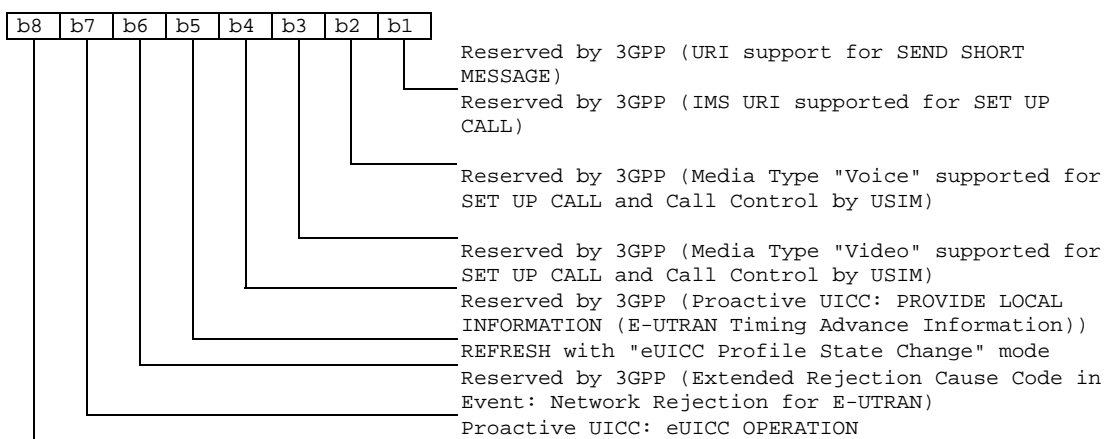 b8 b7 b6 b5 b4 b3 b2 b1
Reserved by 3GPP (URI support for SEND SHORT
MESSAGE)
Reserved by 3GPP (IMS URI supported for SET UP
CALL)
Reserved by 3GPP (Media Type "Voice" supported for
SET UP CALL and Call Control by USIM)
Reserved by 3GPP (Media Type "Video" supported for
SET UP CALL and Call Control by USIM)
Reserved by 3GPP (Proactive UICC: PROVIDE LOCAL
INFORMATION (E-UTRAN Timing Advance Information))
REFRESH with "eUICC Profile State Change" mode
Reserved by 3GPP (Extended Rejection Cause Code in
Event: Network Rejection for E-UTRAN)
Proactive UICC: eUICC OPERATION